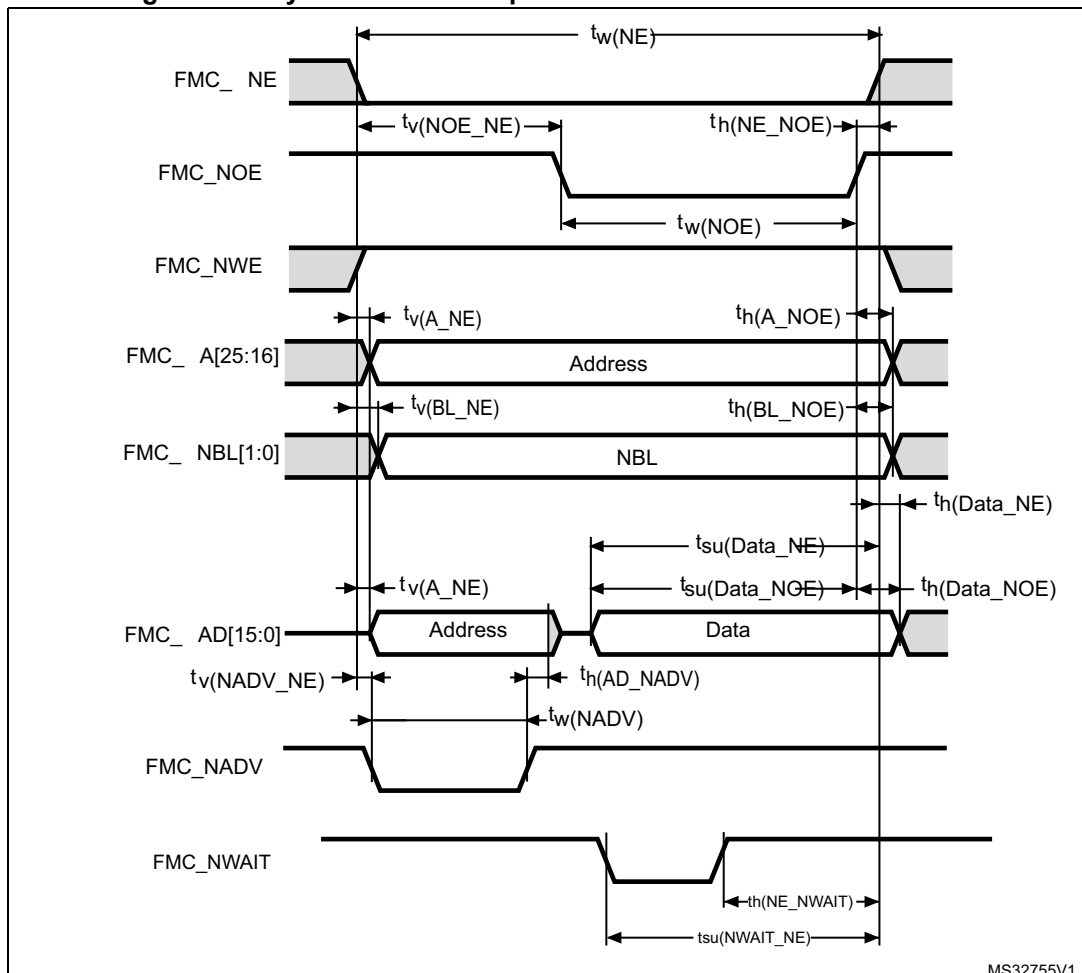 tw(NE)
FMC_ NE
tv(NOE_NE)
th(NE_NOE)
FMC_NOE
tw(NOE)
FMC_NWE
tv(A_NE)
th(A_NOE)
FMC_ A[25:16]
Address
tv(BL_NE)
th(BL_NOE)
FMC_ NBL[1:0]
NBL
th(Data_NE)
tsu(Data_NE)
tv(A_NE)
tsu(Data_NOE)
th(Data_NOE)
FMC_ AD[15:0]
Address
Data
tv(NADV_NE)
th(AD_NADV)
tw(NADV)
FMC_NADV
FMC_NWAIT
th(NE_NWAIT)
tsu(NWAIT_NE)
MS32755V1